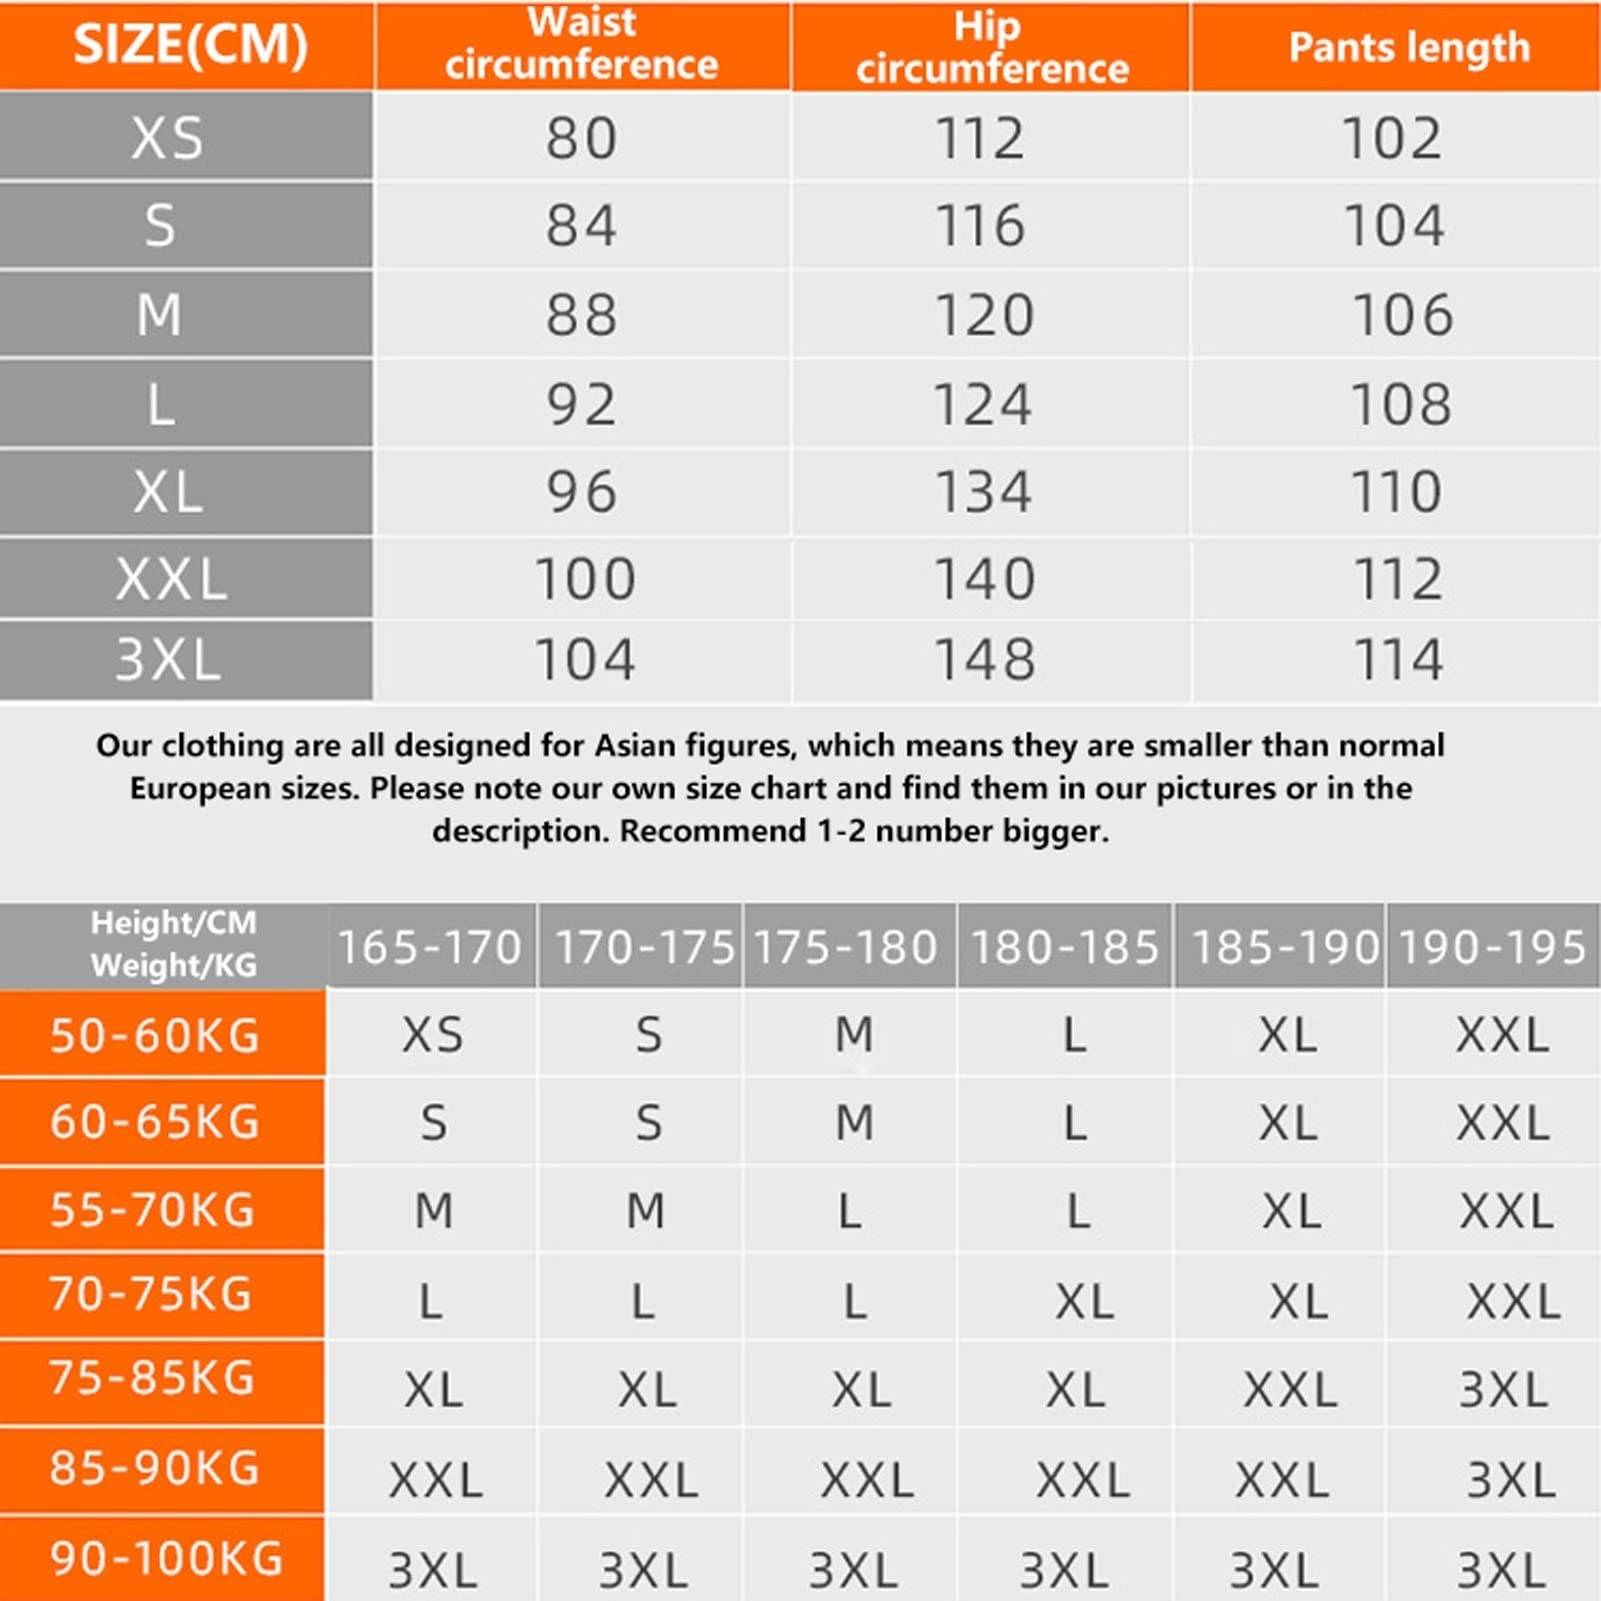 SIZE(CM) Waist circumference Hip circumference Pants length
XS 80 112 102
S 84 116 104
M 88 120 106
L 92 124 108
XL 96 134 110
XXL 100 140 112
3XL 104 148 114
Our clothing are all designed for Asian figures, which means they are smaller than normal
European sizes. Please note our own size chart and find them in our pictures or in the
description. Recommend 1-2 number bigger.
Height/CM
Weight/KG 165-170 170-175 175-180 180-185 185-190 190-195
50-60KG XS S M L XL XXL
60-65KG S S M L XL XXL
55-70KG M M L L XL XXL
70-75KG L L L XL XL XXL
75-85KG XL XL XL XL XXL 3XL
85-90KG XXL XXL XXL XXL XXL 3XL
90-100KG 3XL 3XL 3XL 3XL 3XL 3XL